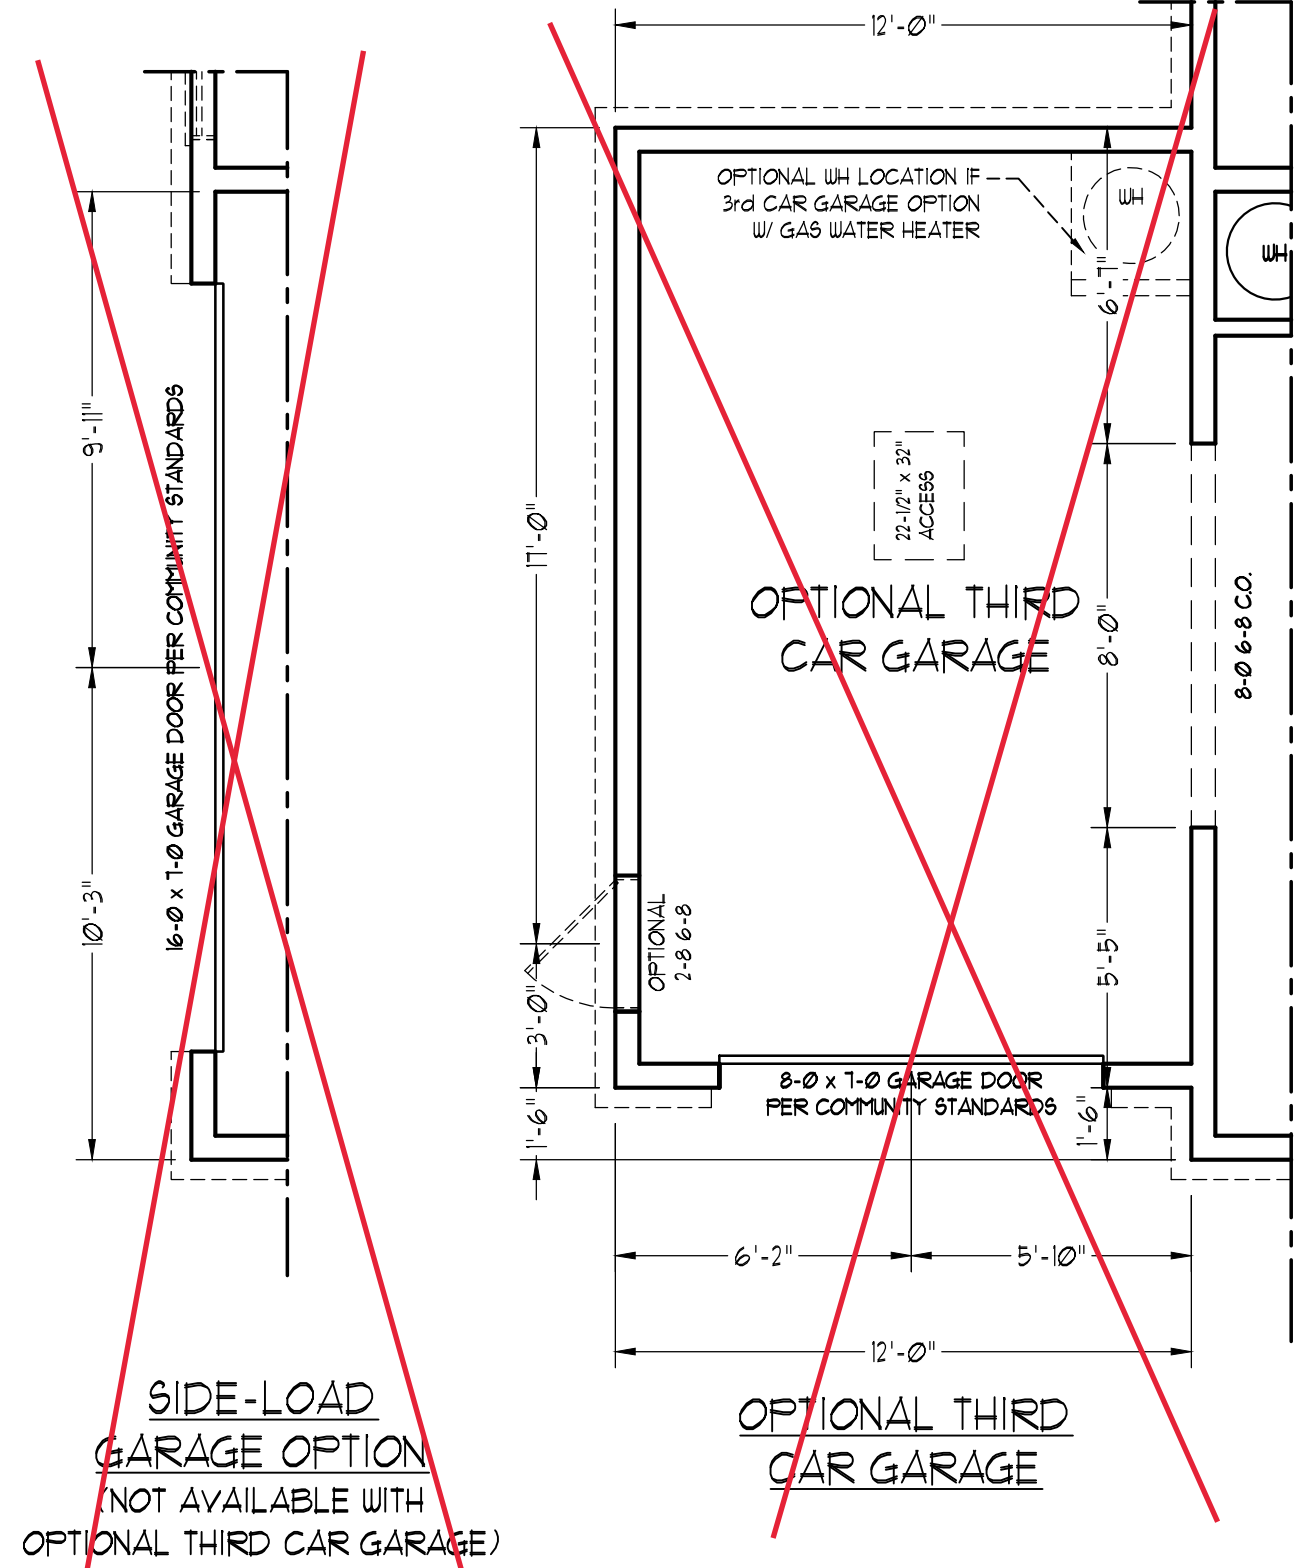 9'-11"
10'-3"
16-0 x 7-0 GARAGE DOOR PER COMMUNITY STANDARDS
SIDE-LOAD
GARAGE OPTION
(NOT AVAILABLE WITH
OPTIONAL THIRD CAR GARAGE)
12'-0"
OPTIONAL WH LOCATION IF
3rd CAR GARAGE OPTION
W/ GAS WATER HEATER
WH
WH
6'-7"
17'-0"
22-1/2" x 32"
ACCESS
OPTIONAL THIRD
CAR GARAGE
8'-0"
8-0 6-8 C.O.
OPTIONAL
2-8 6-8
5'-5"
3'-0"
1'-6"
8-0 x 7-0 GARAGE DOOR
PER COMMUNITY STANDARDS
1'-6"
6'-2"
5'-10"
12'-0"
OPTIONAL THIRD
CAR GARAGE